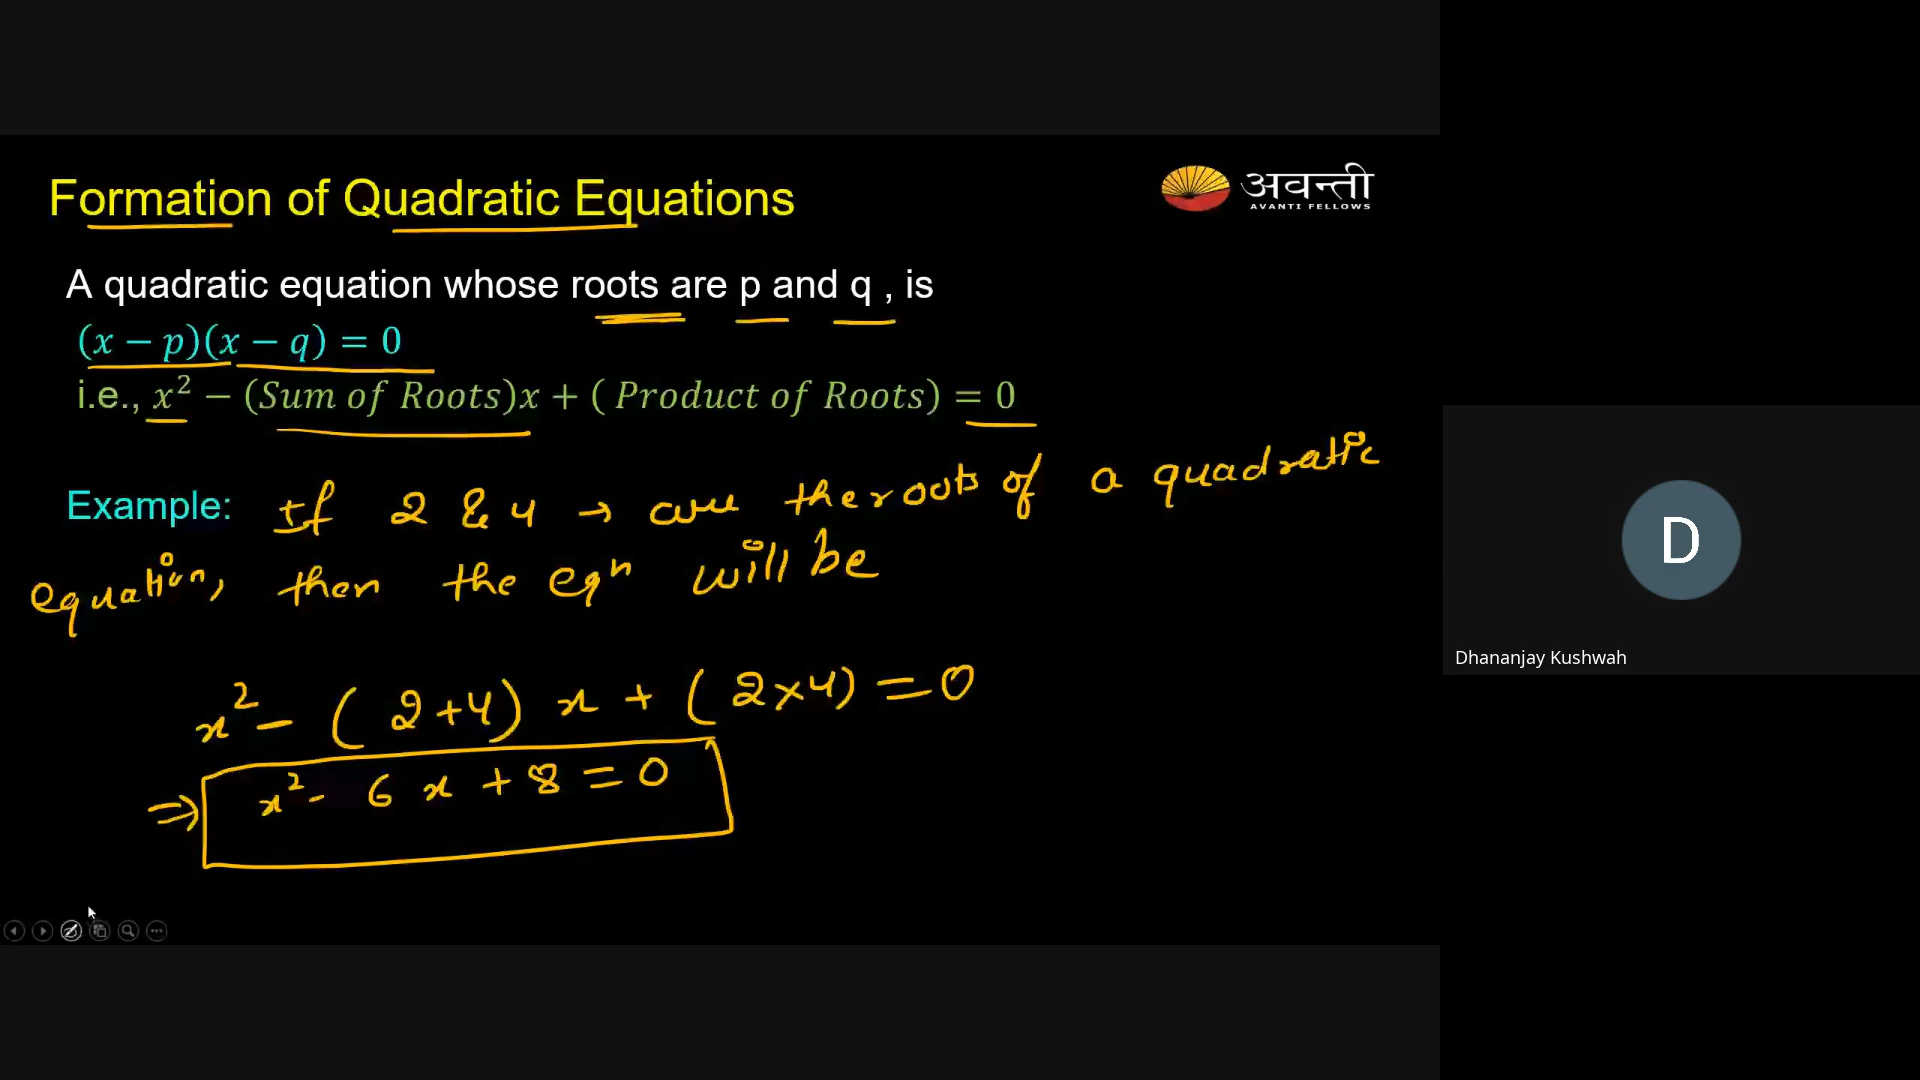 Formation of Quadratic Equations
अवन्ती
AVANTI FELLOWS
A quadratic equation whose roots are p and q , is
(x − p)(x − q) = 0
i.e., x² − (Sum of Roots)x + ( Product of Roots) = 0
Example: If 2 & 4 → are the roots of a quadratic
equation, then the eqn will be
x² − ( 2+4) x + ( 2×4) = 0
⇒ x² - 6 x + 8 = 0
D
Dhananjay Kushwah